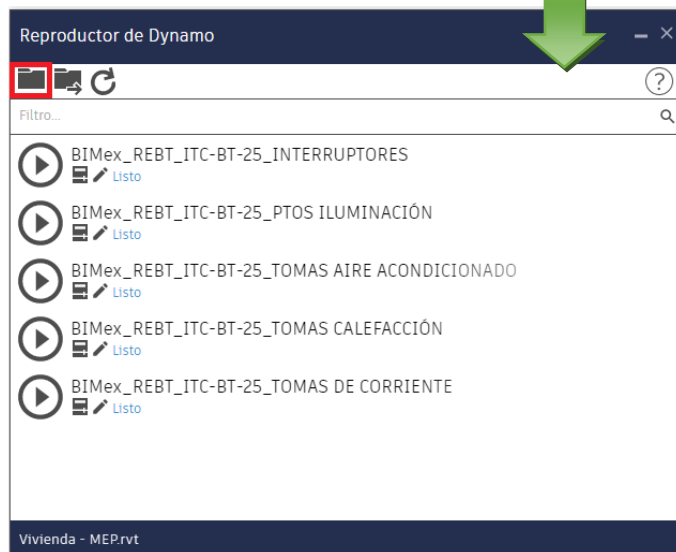 Reproductor de Dynamo
Filtro...
BIMex_REBT_ITC-BT-25_INTERRUPTORES
Listo
BIMex_REBT_ITC-BT-25_PTOS ILUMINACIÓN
Listo
BIMex_REBT_ITC-BT-25_TOMAS AIRE ACONDICIONADO
Listo
BIMex_REBT_ITC-BT-25_TOMAS CALEFACCIÓN
Listo
BIMex_REBT_ITC-BT-25_TOMAS DE CORRIENTE
Listo
Vivienda - MEP.rvt